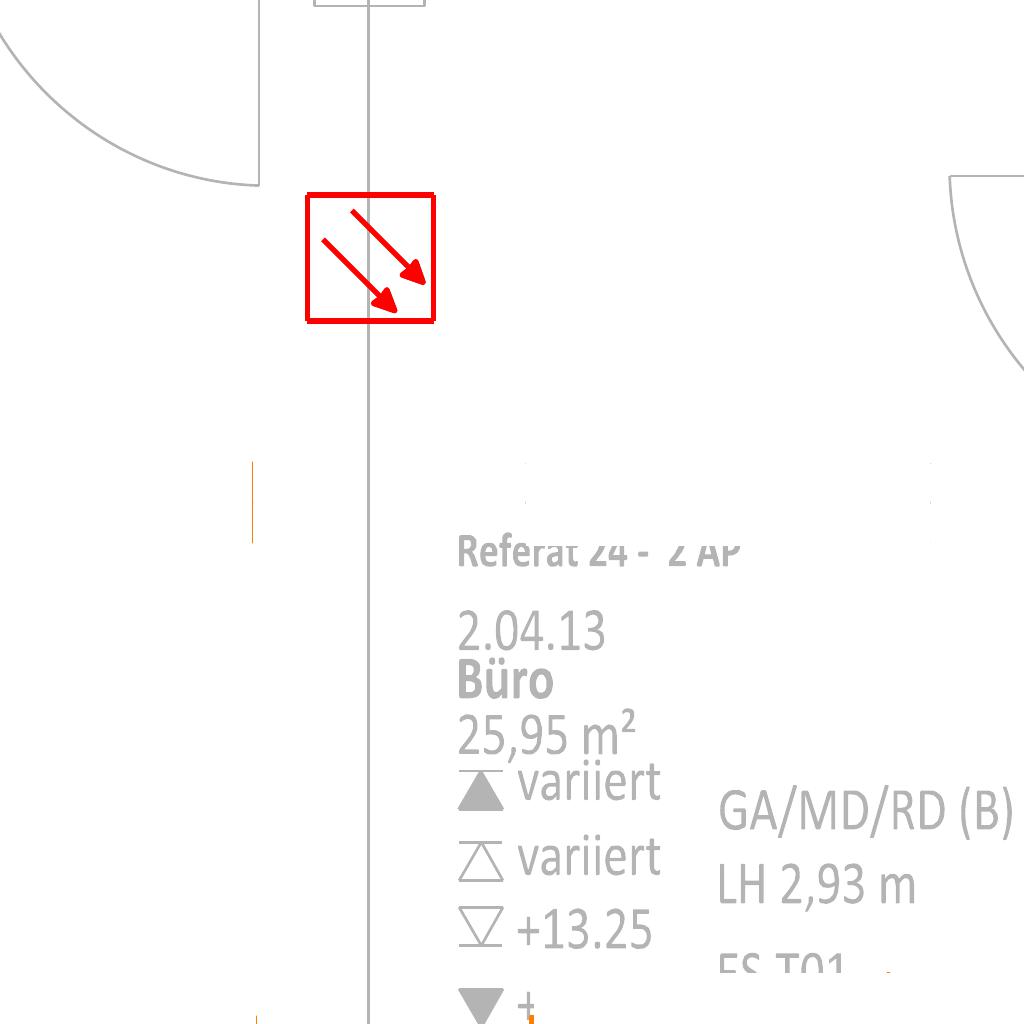 Referat 24 - 2 AP
2.04.13
Büro
25,95 m²
variiert
variiert
+13.25
+
GA/MD/RD (B)
LH 2,93 m